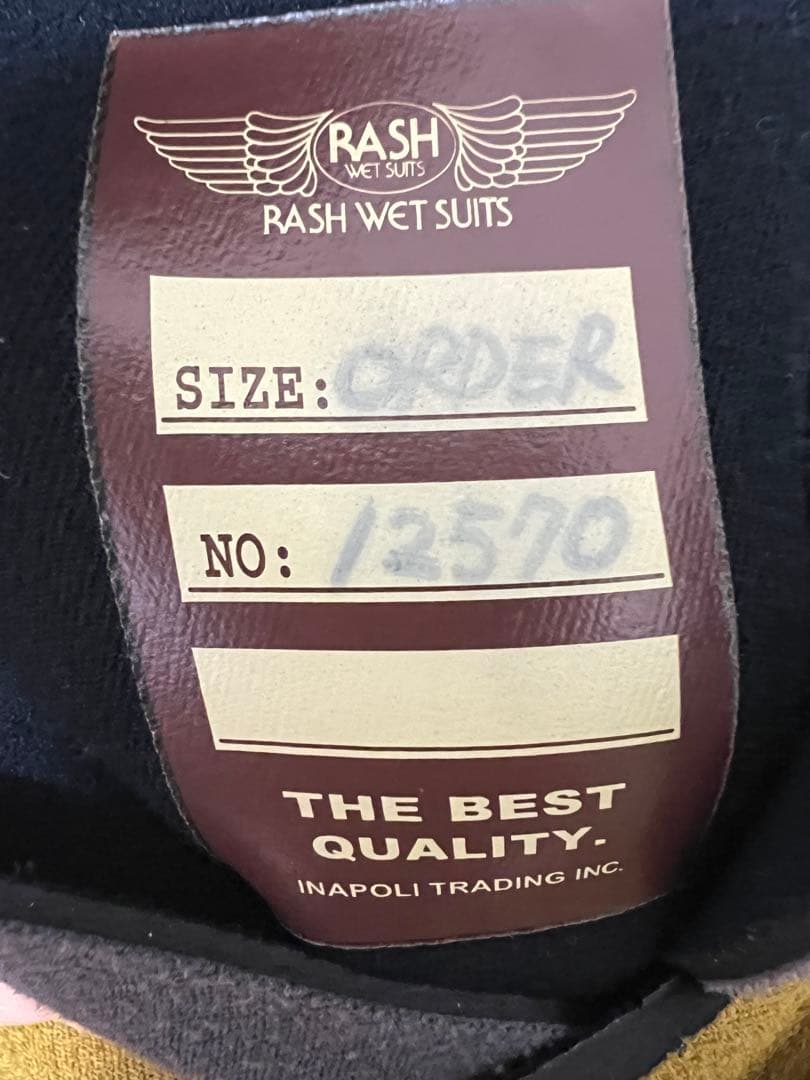 RASH
WET SUITS
RASH WET SUITS
SIZE: ORDER
NO: 12570
THE BEST
QUALITY.
INAPOLI TRADING INC.